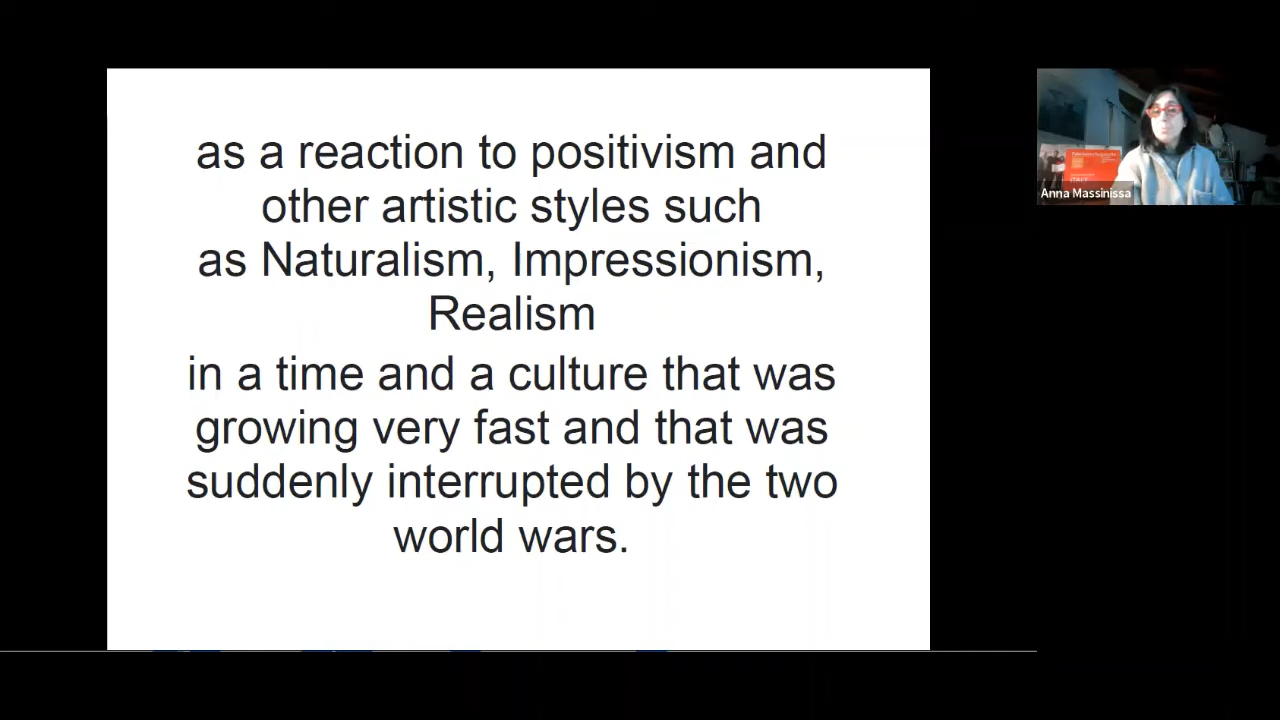 as a reaction to positivism and
other artistic styles such
as Naturalism, Impressionism,
Realism
in a time and a culture that was
growing very fast and that was
suddenly interrupted by the two
world wars.
Anna Massinissa